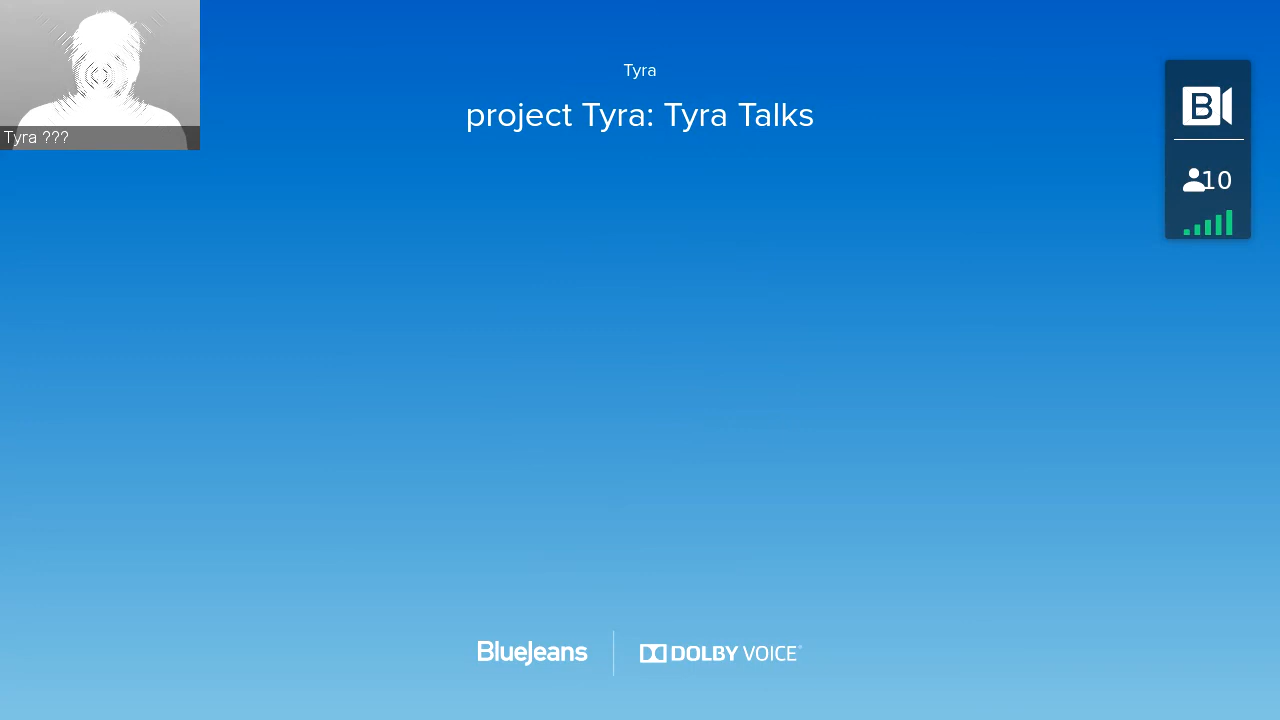 Tyra ???
Tyra
project Tyra: Tyra Talks
B
10
BlueJeans
DOLBY VOICE®